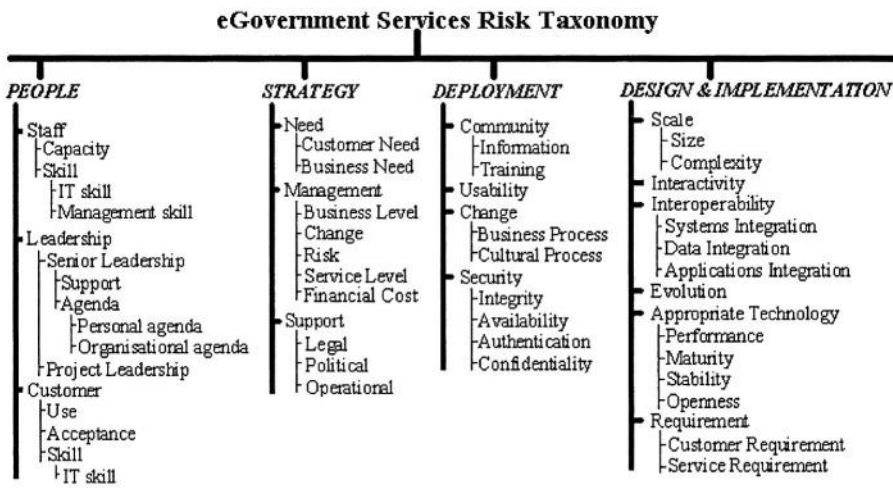 eGovernment Services Risk Taxonomy
PEOPLE
Staff
Capacity
Skill
IT skill
Management skill
Leadership
Senior Leadership
Support
Agenda
Personal agenda
Organisational agenda
Project Leadership
Customer
Use
Acceptance
Skill
IT skill
STRATEGY
Need
Customer Need
Business Need
Management
Business Level
Change
Risk
Service Level
Financial Cost
Support
Legal
Political
Operational
DEPLOYMENT
Community
Information
Training
Usability
Change
Business Process
Cultural Process
Security
Integrity
Availability
Authentication
Confidentiality
DESIGN & IMPLEMENTATION
Scale
Size
Complexity
Interactivity
Interoperability
Systems Integration
Data Integration
Applications Integration
Evolution
Appropriate Technology
Performance
Maturity
Stability
Openness
Requirement
Customer Requirement
Service Requirement